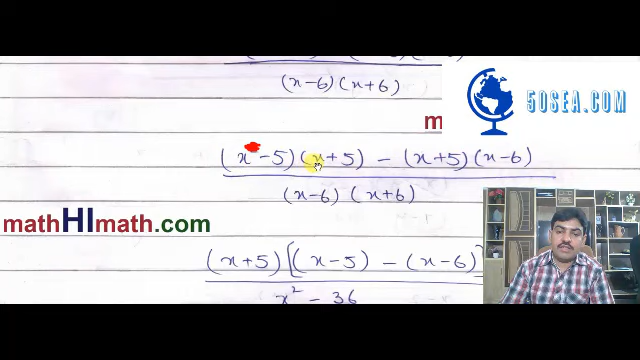 (x-6)(x+6)
50SEA.COM
m
(x -5)(x+5) - (x+5)(x-6)
(x-6) (x+6)
mathHImath.com
(x+5)[(x-5) - (x-6)
x² - 36